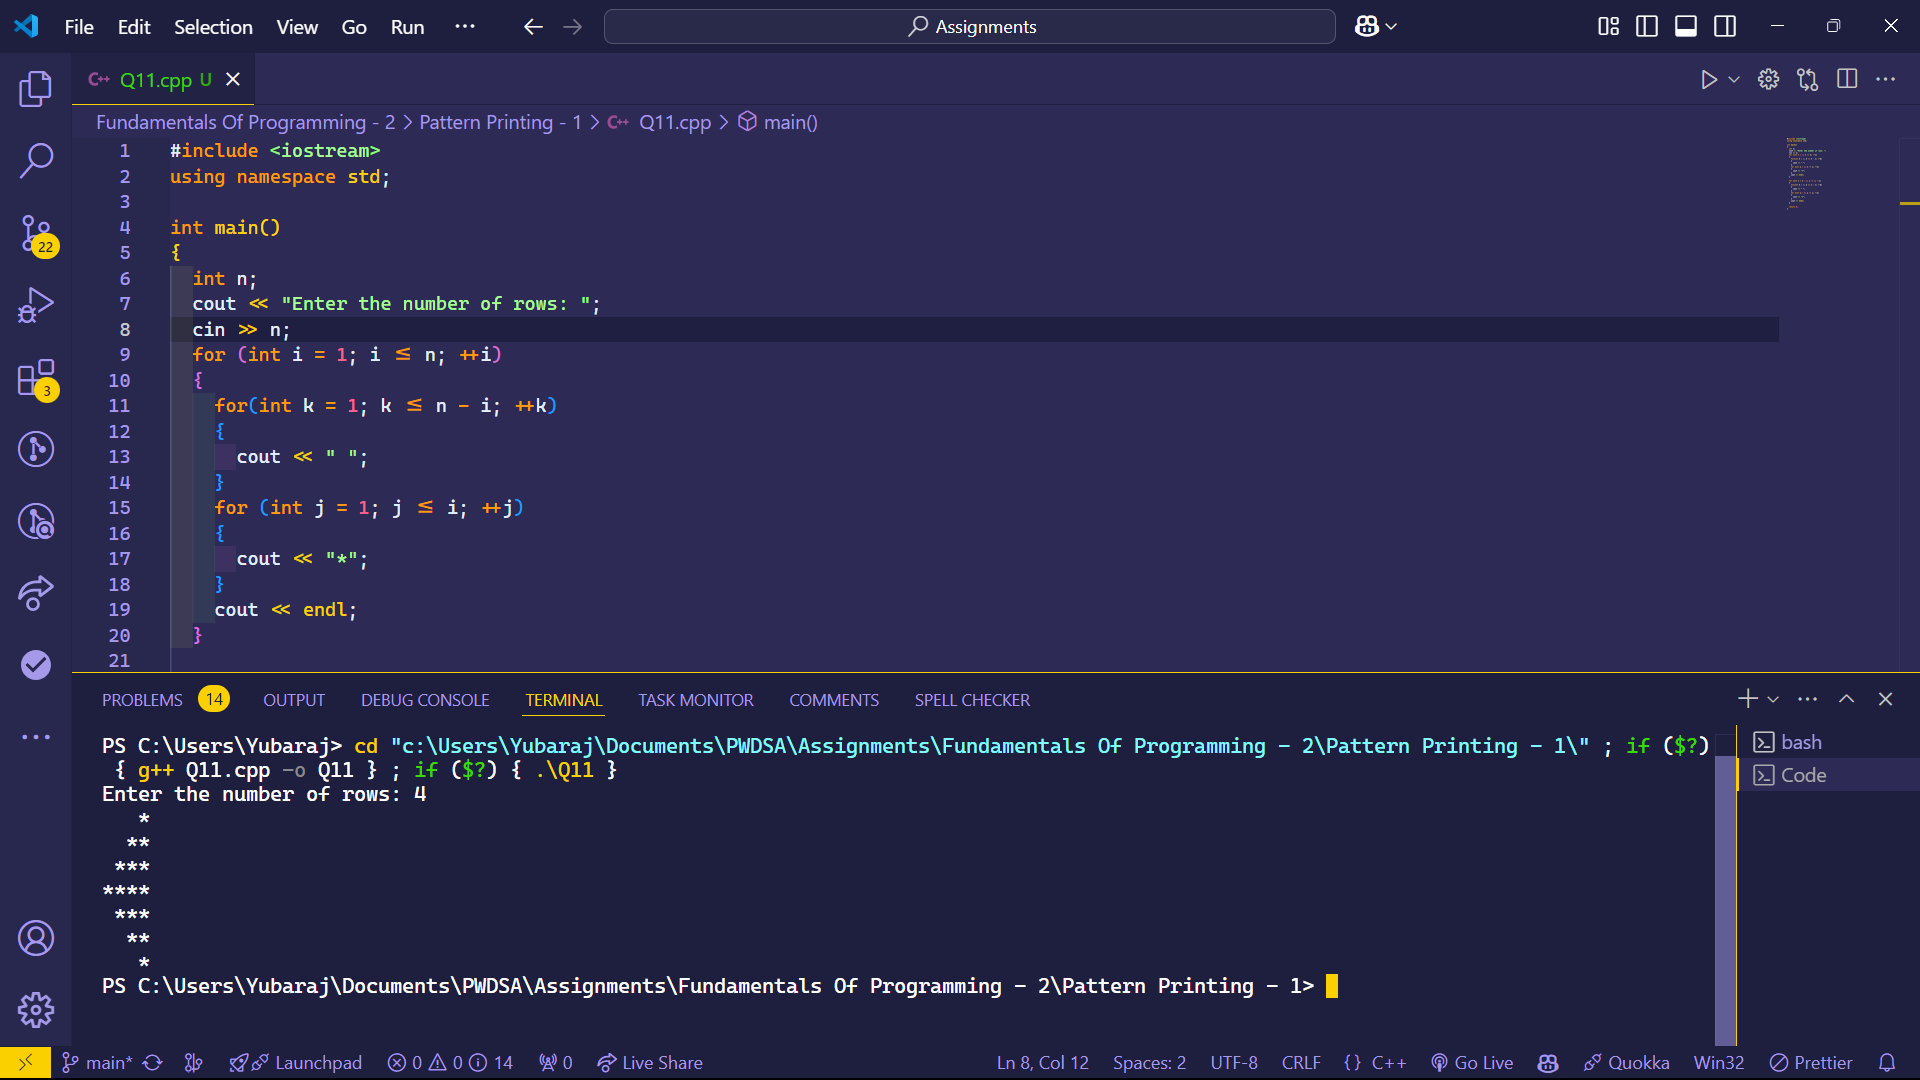 File Edit Selection View Go Run ··· Assignments
C++ Q11.cpp U
Fundamentals Of Programming - 2 > Pattern Printing - 1 > C++ Q11.cpp > main()
1 #include <iostream>
2 using namespace std;
3
4 int main()
5 {
6 int n;
7 cout << "Enter the number of rows: ";
8 cin >> n;
9 for (int i = 1; i <= n; ++i)
10 {
11 for(int k = 1; k <= n - i; ++k)
12 {
13 cout << " ";
14 }
15 for (int j = 1; j <= i; ++j)
16 {
17 cout << "*";
18 }
19 cout << endl;
20 }
21
22
3
PROBLEMS 14 OUTPUT DEBUG CONSOLE TERMINAL TASK MONITOR COMMENTS SPELL CHECKER
PS C:\Users\Yubaraj> cd "c:\Users\Yubaraj\Documents\PWDSA\Assignments\Fundamentals Of Programming - 2\Pattern Printing - 1\" ; if ($?)
{ g++ Q11.cpp -o Q11 } ; if ($?) { .\Q11 }
Enter the number of rows: 4
   *
  **
 ***
****
 ***
  **
   *
PS C:\Users\Yubaraj\Documents\PWDSA\Assignments\Fundamentals Of Programming - 2\Pattern Printing - 1>
bash
Code
main* Launchpad 0 0 14 0 Live Share Ln 8, Col 12 Spaces: 2 UTF-8 CRLF {} C++ Go Live Quokka Win32 Prettier